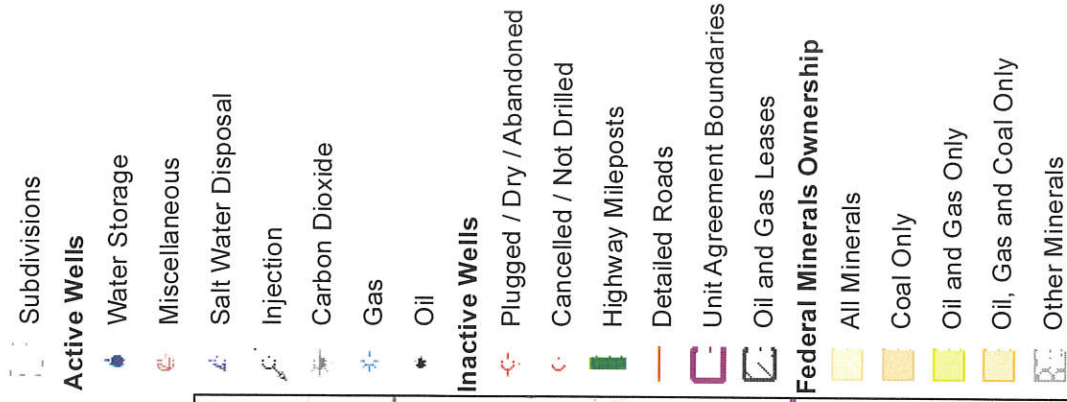 Subdivisions
Active Wells
Water Storage
Miscellaneous
Salt Water Disposal
Injection
Carbon Dioxide
Gas
Oil
Inactive Wells
Plugged / Dry / Abandoned
Cancelled / Not Drilled
Highway Mileposts
Detailed Roads
Unit Agreement Boundaries
Oil and Gas Leases
Federal Minerals Ownership
All Minerals
Coal Only
Oil and Gas Only
Oil, Gas and Coal Only
Other Minerals